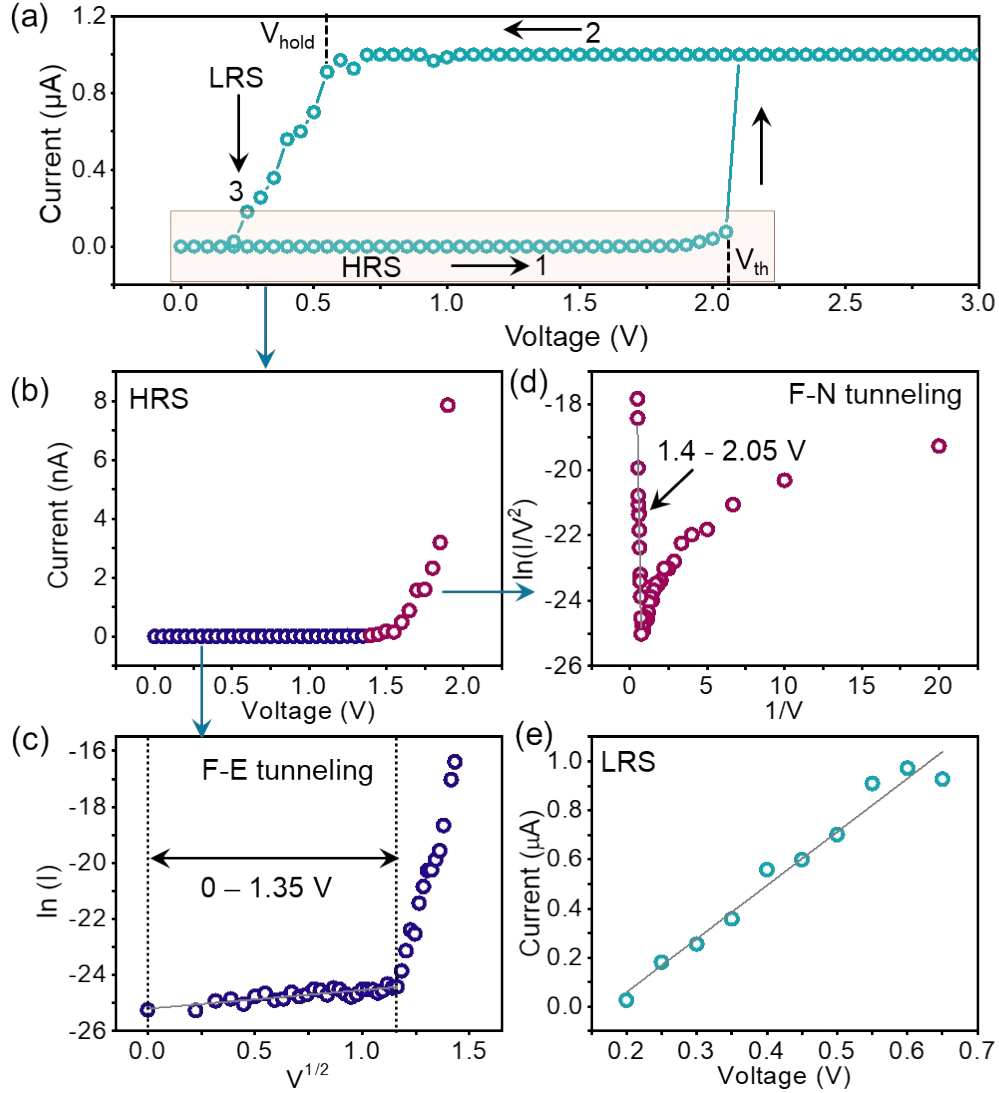 (a)
1.2
0.8
0.4
0.0
Current (μA)
V_hold
2
LRS
3
HRS
1
V_th
0.0 0.5 1.0 1.5 2.0 2.5 3.0
Voltage (V)
(b)
HRS
8
6
4
2
0
Current (nA)
0.0 0.5 1.0 1.5 2.0
Voltage (V)
(d)
F-N tunneling
1.4 - 2.05 V
-18
-20
-22
-24
-26
ln(I/V²)
0 5 10 15 20
1/V
(c)
F-E tunneling
0 – 1.35 V
-16
-18
-20
-22
-24
-26
ln (I)
0.0 0.5 1.0 1.5
V^1/2
(e)
LRS
1.0
0.8
0.6
0.4
0.2
0.0
Current (μA)
0.2 0.3 0.4 0.5 0.6 0.7
Voltage (V)